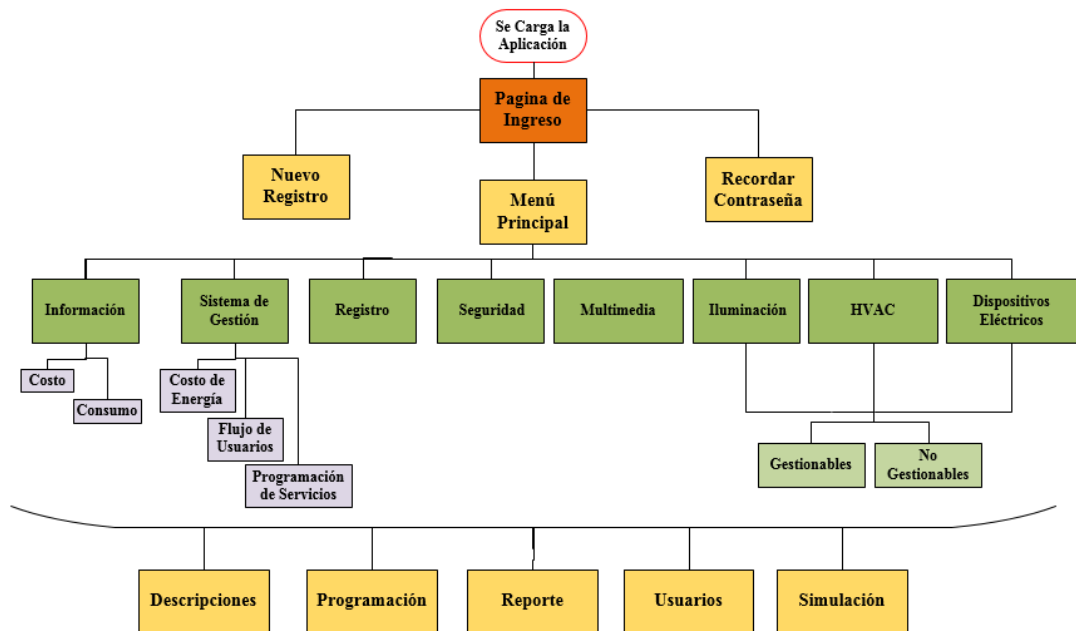 Se Carga la
Aplicación
Pagina de
Ingreso
Nuevo
Registro
Menú
Principal
Recordar
Contraseña
Información
Sistema de
Gestión
Registro
Seguridad
Multimedia
Iluminación
HVAC
Dispositivos
Eléctricos
Costo
Consumo
Costo de
Energía
Flujo de
Usuarios
Programación
de Servicios
Gestionables
No
Gestionables
Descripciones
Programación
Reporte
Usuarios
Simulación